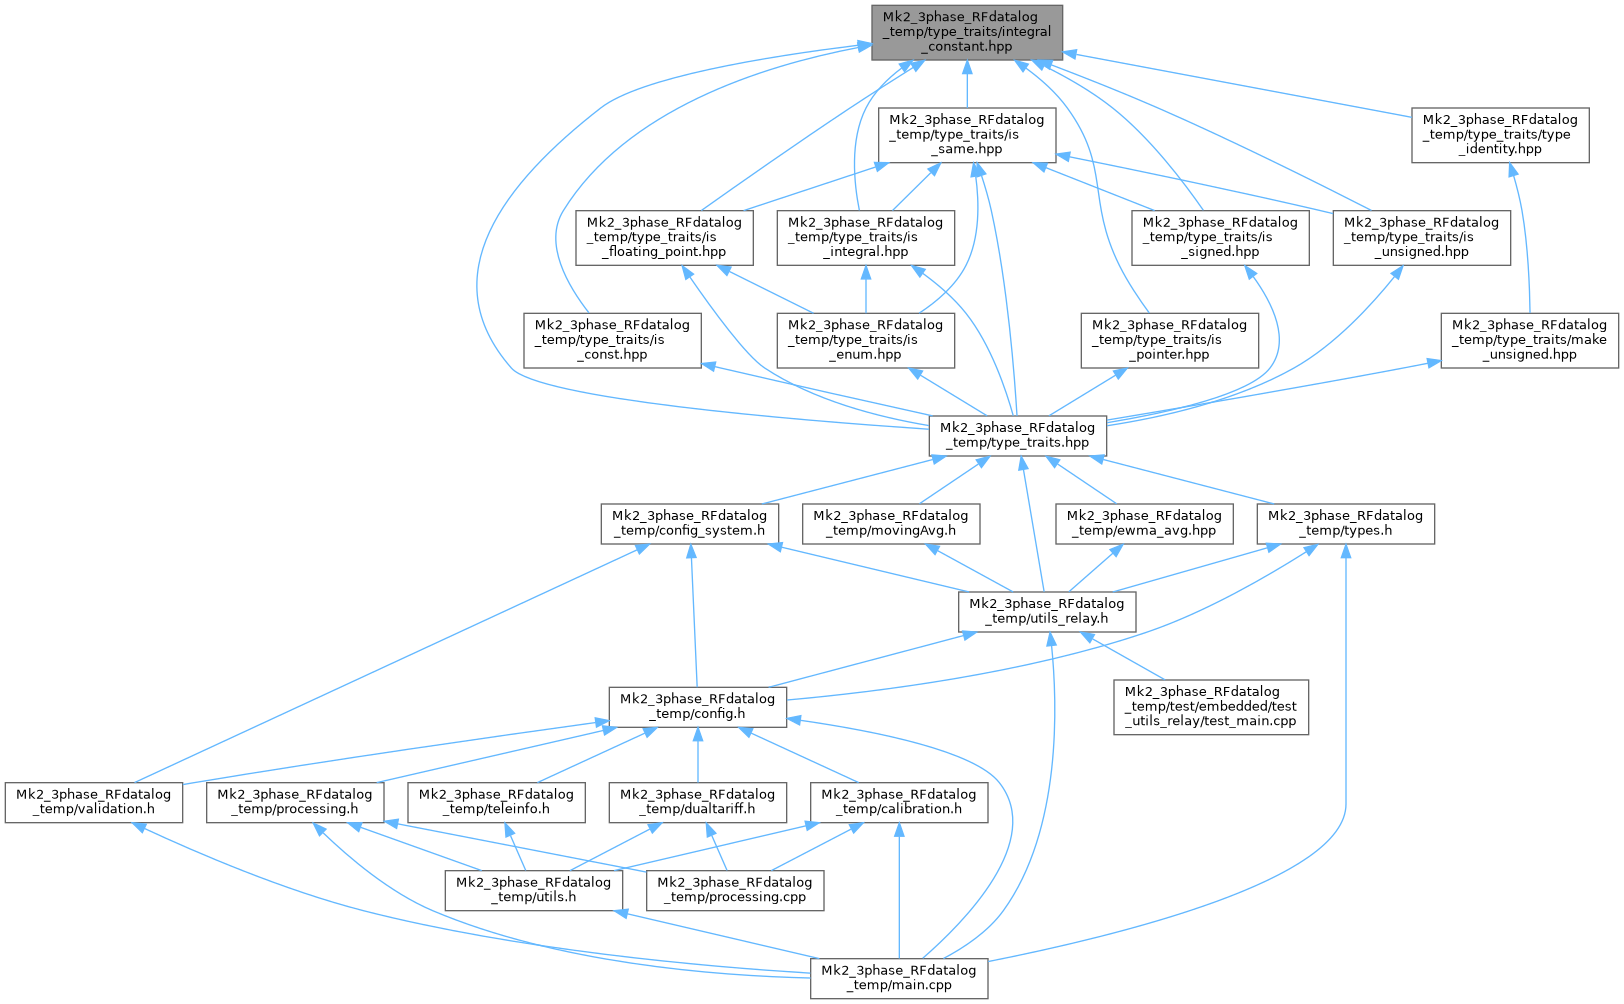 Mk2_3phase_RFdatalog
_temp/type_traits/integral
_constant.hpp
Mk2_3phase_RFdatalog
_temp/type_traits/is
_same.hpp
Mk2_3phase_RFdatalog
_temp/type_traits/type
_identity.hpp
Mk2_3phase_RFdatalog
_temp/type_traits/is
_floating_point.hpp
Mk2_3phase_RFdatalog
_temp/type_traits/is
_integral.hpp
Mk2_3phase_RFdatalog
_temp/type_traits/is
_signed.hpp
Mk2_3phase_RFdatalog
_temp/type_traits/is
_unsigned.hpp
Mk2_3phase_RFdatalog
_temp/type_traits/is
_const.hpp
Mk2_3phase_RFdatalog
_temp/type_traits/is
_enum.hpp
Mk2_3phase_RFdatalog
_temp/type_traits/is
_pointer.hpp
Mk2_3phase_RFdatalog
_temp/type_traits/make
_unsigned.hpp
Mk2_3phase_RFdatalog
_temp/type_traits.hpp
Mk2_3phase_RFdatalog
_temp/config_system.h
Mk2_3phase_RFdatalog
_temp/movingAvg.h
Mk2_3phase_RFdatalog
_temp/ewma_avg.hpp
Mk2_3phase_RFdatalog
_temp/types.h
Mk2_3phase_RFdatalog
_temp/utils_relay.h
Mk2_3phase_RFdatalog
_temp/config.h
Mk2_3phase_RFdatalog
_temp/test/embedded/test
_utils_relay/test_main.cpp
Mk2_3phase_RFdatalog
_temp/validation.h
Mk2_3phase_RFdatalog
_temp/processing.h
Mk2_3phase_RFdatalog
_temp/teleinfo.h
Mk2_3phase_RFdatalog
_temp/dualtariff.h
Mk2_3phase_RFdatalog
_temp/calibration.h
Mk2_3phase_RFdatalog
_temp/utils.h
Mk2_3phase_RFdatalog
_temp/processing.cpp
Mk2_3phase_RFdatalog
_temp/main.cpp